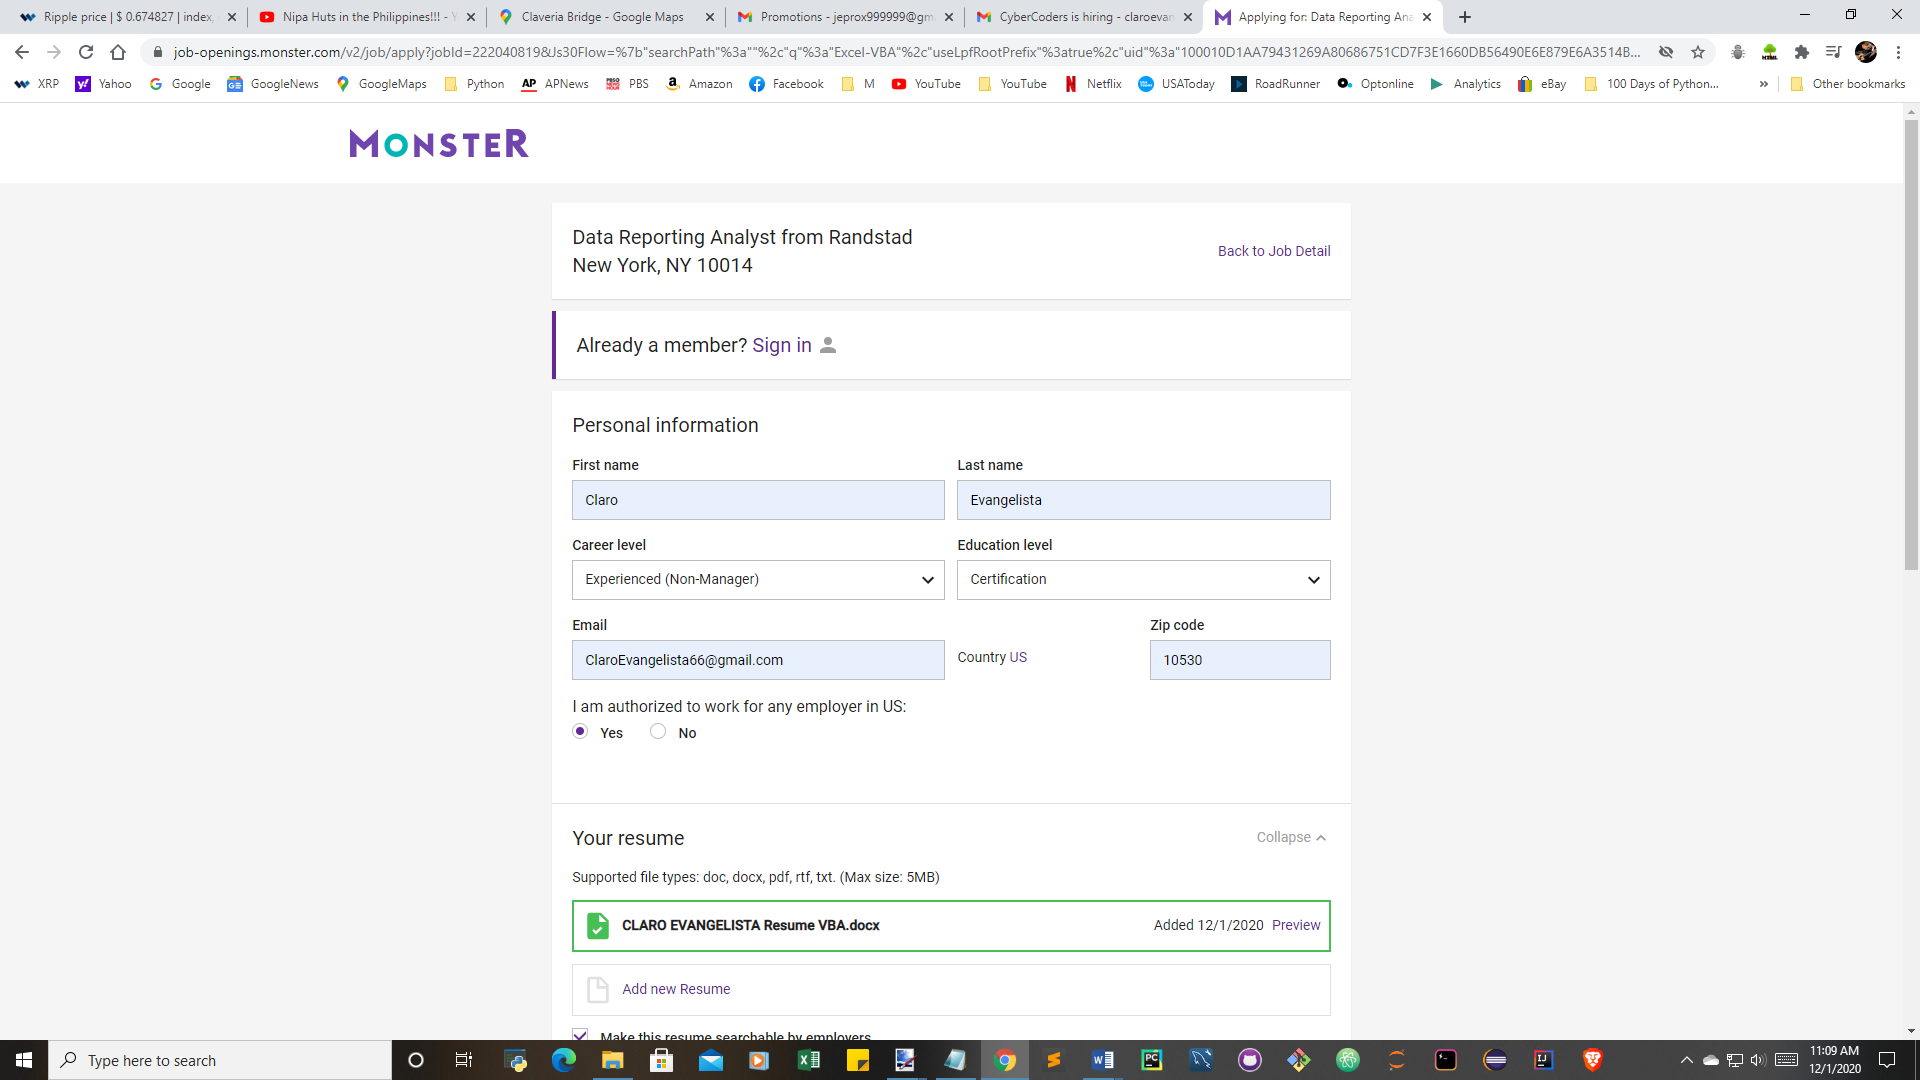 Ripple price | $ 0.674827 | index,
Nipa Huts in the Philippines!!! - Y
Claveria Bridge - Google Maps
Promotions - jeprox999999@gm
CyberCoders is hiring - claroevan
Applying for: Data Reporting Ana
job-openings.monster.com/v2/job/apply?jobId=222040819&Js30Flow=%7b"searchPath"%3a""%2c"q"%3a"Excel-VBA"%2c"useLpfRootPrefix"%3atrue%2c"uid"%3a"100010D1AA79431269A80686751CD7F3E1660DB56490E6E879E6A3514B...
XRP Yahoo Google GoogleNews GoogleMaps Python APNews PBS Amazon Facebook M YouTube YouTube Netflix USAToday RoadRunner Optonline Analytics eBay 100 Days of Python... » Other bookmarks
MONSTER
Data Reporting Analyst from Randstad
New York, NY 10014
Back to Job Detail
Already a member? Sign in
Personal information
First name Last name
Claro Evangelista
Career level Education level
Experienced (Non-Manager) Certification
Email Zip code
ClaroEvangelista66@gmail.com Country US 10530
I am authorized to work for any employer in US:
Yes No
Your resume Collapse
Supported file types: doc, docx, pdf, rtf, txt. (Max size: 5MB)
CLARO EVANGELISTA Resume VBA.docx Added 12/1/2020 Preview
Add new Resume
Make this resume searchable by employers
Type here to search
11:09 AM
12/1/2020